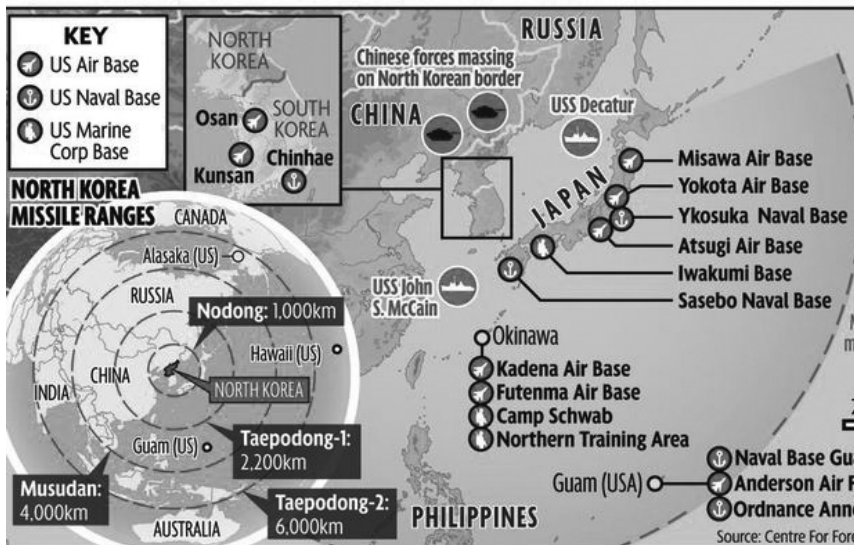 KEY
US Air Base
US Naval Base
US Marine
Corp Base
NORTH
KOREA
SOUTH
KOREA
Osan
Kunsan
Chinhae
RUSSIA
Chinese forces massing
on North Korean border
CHINA
USS Decatur
JAPAN
Misawa Air Base
Yokota Air Base
Ykosuka Naval Base
Atsugi Air Base
Iwakumi Base
Sasebo Naval Base
USS John
S. McCain
NORTH KOREA
MISSILE RANGES
CANADA
Alasaka (US)
RUSSIA
Nodong: 1,000km
Hawaii (US)
CHINA
INDIA
NORTH KOREA
Guam (US)
Taepodong-1:
2,200km
Musudan:
4,000km
Taepodong-2:
6,000km
AUSTRALIA
Okinawa
Kadena Air Base
Futenma Air Base
Camp Schwab
Northern Training Area
Guam (USA)
Naval Base Gua
Anderson Air F
Ordnance Anne
PHILIPPINES
Source: Centre For Fore